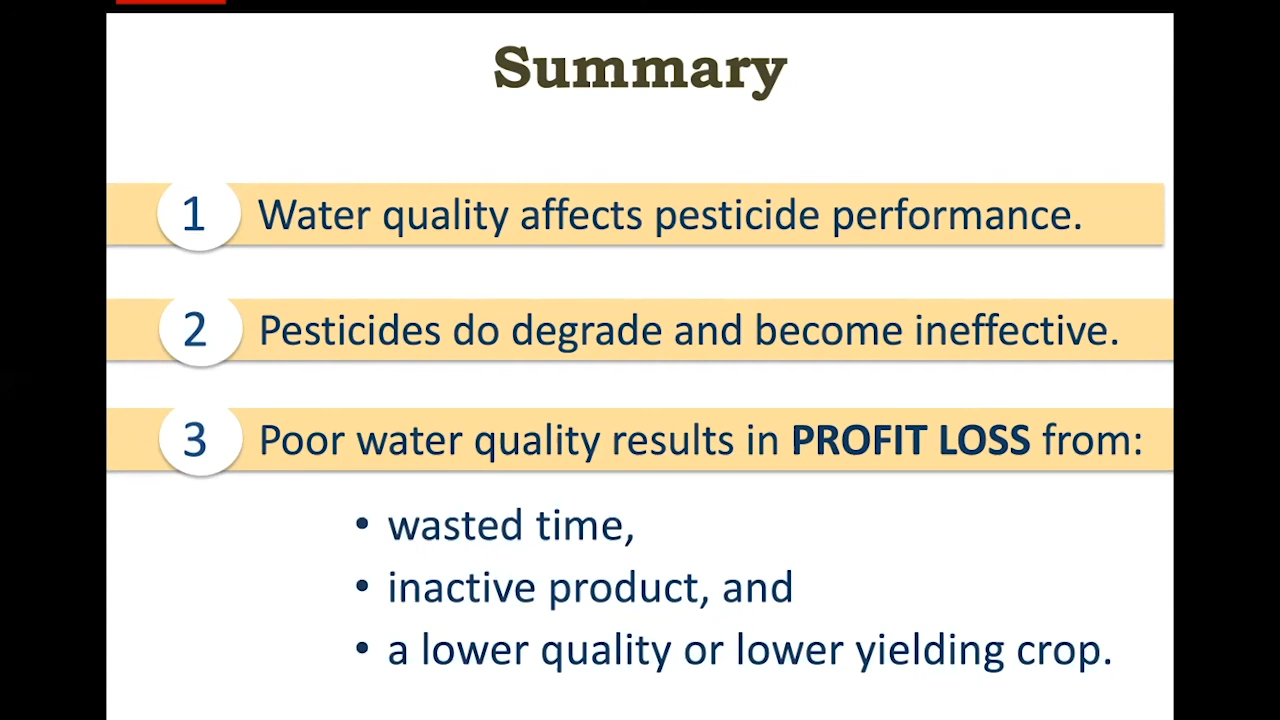 Summary
1 Water quality affects pesticide performance.
2 Pesticides do degrade and become ineffective.
3 Poor water quality results in PROFIT LOSS from:
• wasted time,
• inactive product, and
• a lower quality or lower yielding crop.